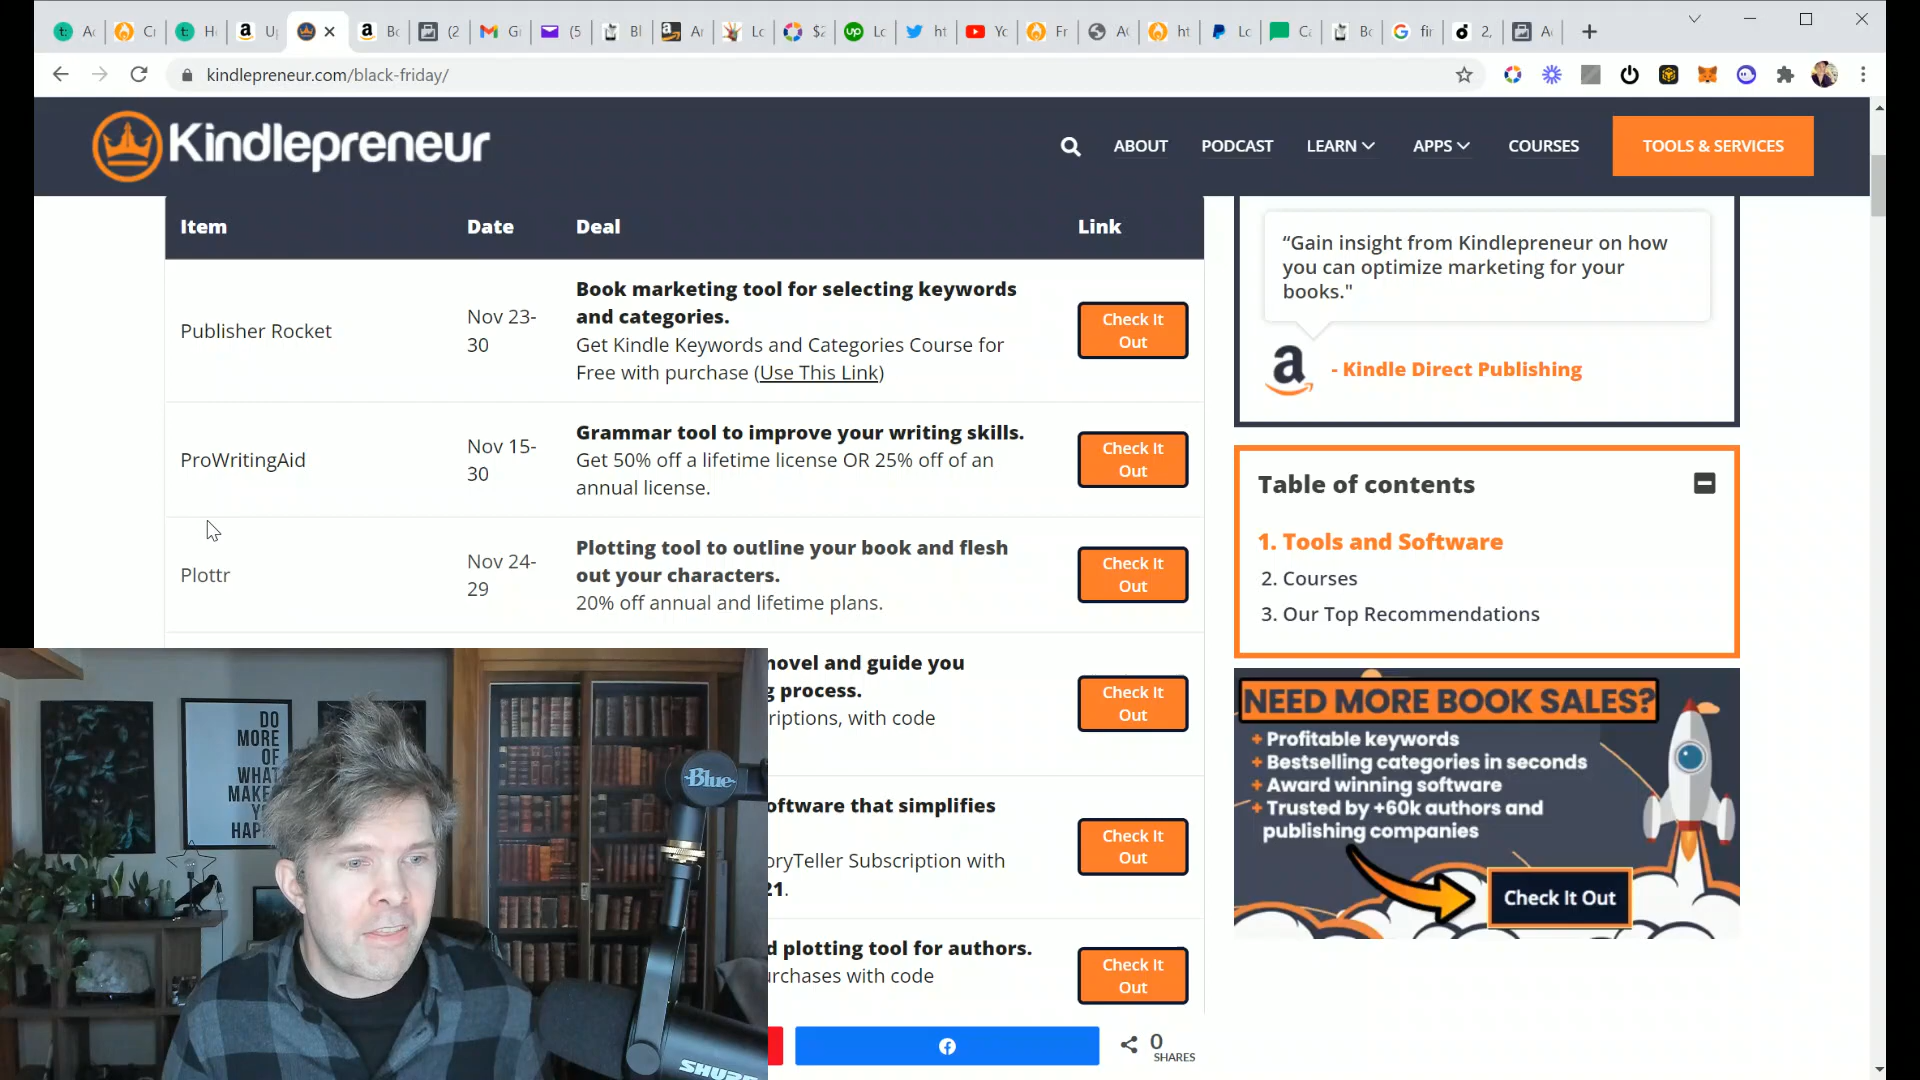 kindlepreneur.com/black-friday/
Kindlepreneur
ABOUT
PODCAST
LEARN
APPS
COURSES
TOOLS & SERVICES
Item
Date
Deal
Link
Publisher Rocket
Nov 23-
30
Book marketing tool for selecting keywords
and categories.
Get Kindle Keywords and Categories Course for
Free with purchase (Use This Link)
Check It
Out
ProWritingAid
Nov 15-
30
Grammar tool to improve your writing skills.
Get 50% off a lifetime license OR 25% off of an
annual license.
Check It
Out
Plottr
Nov 24-
29
Plotting tool to outline your book and flesh
out your characters.
20% off annual and lifetime plans.
Check It
Out
novel and guide you
process.
with code
Check It
Out
that simplifies
Subscription with
21.
Check It
Out
plotting tool for authors.
with code
Check It
Out
0
SHARES
“Gain insight from Kindlepreneur on how
you can optimize marketing for your
books."
- Kindle Direct Publishing
Table of contents
1. Tools and Software
2. Courses
3. Our Top Recommendations
NEED MORE BOOK SALES?
+ Profitable keywords
+ Bestselling categories in seconds
+ Award winning software
+ Trusted by +60k authors and
publishing companies
Check It Out
DO
MORE
OF
WHAT
MAKE
HAP
Blue
SHURE